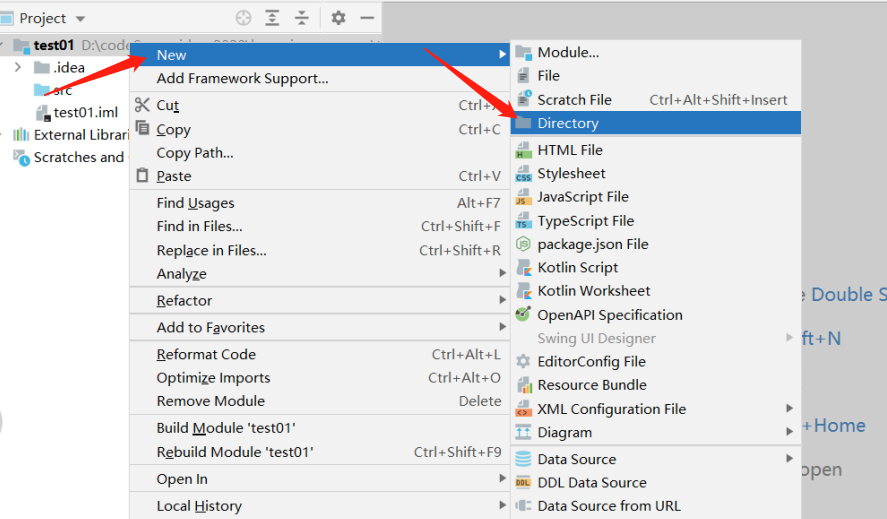 Project
test01 D:\code
.idea
src
test01.iml
External Librari
Scratches and
New
Add Framework Support...
Cut Ctrl+X
Copy Ctrl+C
Copy Path...
Paste Ctrl+V
Find Usages Alt+F7
Find in Files... Ctrl+Shift+F
Replace in Files... Ctrl+Shift+R
Analyze
Refactor
Add to Favorites
Reformat Code Ctrl+Alt+L
Optimize Imports Ctrl+Alt+O
Remove Module Delete
Build Module 'test01'
Rebuild Module 'test01' Ctrl+Shift+F9
Open In
Local History
Module...
File
Scratch File Ctrl+Alt+Shift+Insert
Directory
HTML File
Stylesheet
JavaScript File
TypeScript File
package.json File
Kotlin Script
Kotlin Worksheet
OpenAPI Specification
Swing UI Designer
EditorConfig File
Resource Bundle
XML Configuration File
Diagram
Data Source
DDL Data Source
Data Source from URL
e Double S
ft+N
+Home
open